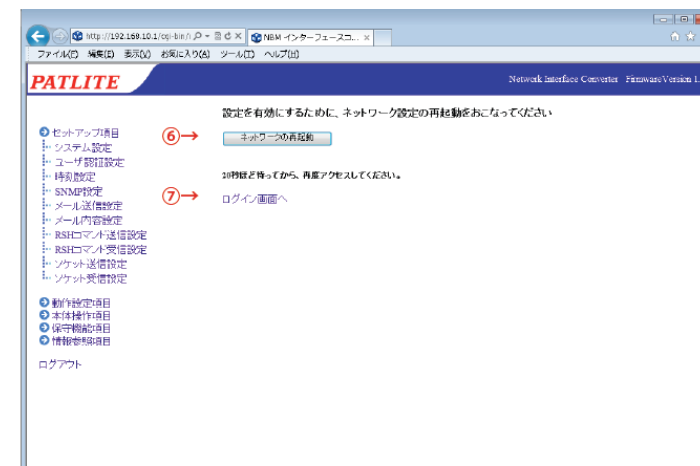 http://192.168.10.1/cgi-bin/i
NBM インターフェースコ...
ファイル(F) 編集(E) 表示(V) お気に入り(A) ツール(T) ヘルプ(H)
PATLITE
Network Interface Converter FirmwareVersion 1.
設定を有効にするために、ネットワーク設定の再起動をおこなってください
⑥→ ネットワークの再起動
20秒ほど待ってから、再度アクセスしてください。
⑦→ ログイン画面へ
セットアップ項目
システム設定
ユーザ認証設定
時刻設定
SNMP設定
メール送信設定
メール内容設定
RSHコマンド送信設定
RSHコマンド受信設定
ソケット送信設定
ソケット受信設定
動作設定項目
本体操作項目
保守機能項目
情報参照項目
ログアウト